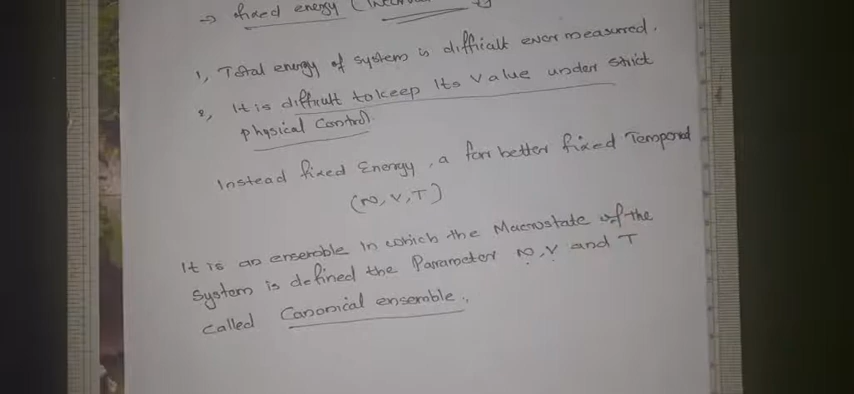 → fixed energy (
1, Total energy of system is difficult ever measured.
2, It is difficult to keep Its value under strict
physical control.
Instead fixed Energy, a far better fixed Temperat
(N, V, T)
It is an ensemble in which the Macrostate of the
system is defined the Parameter N, V and T
called Canonical ensemble.